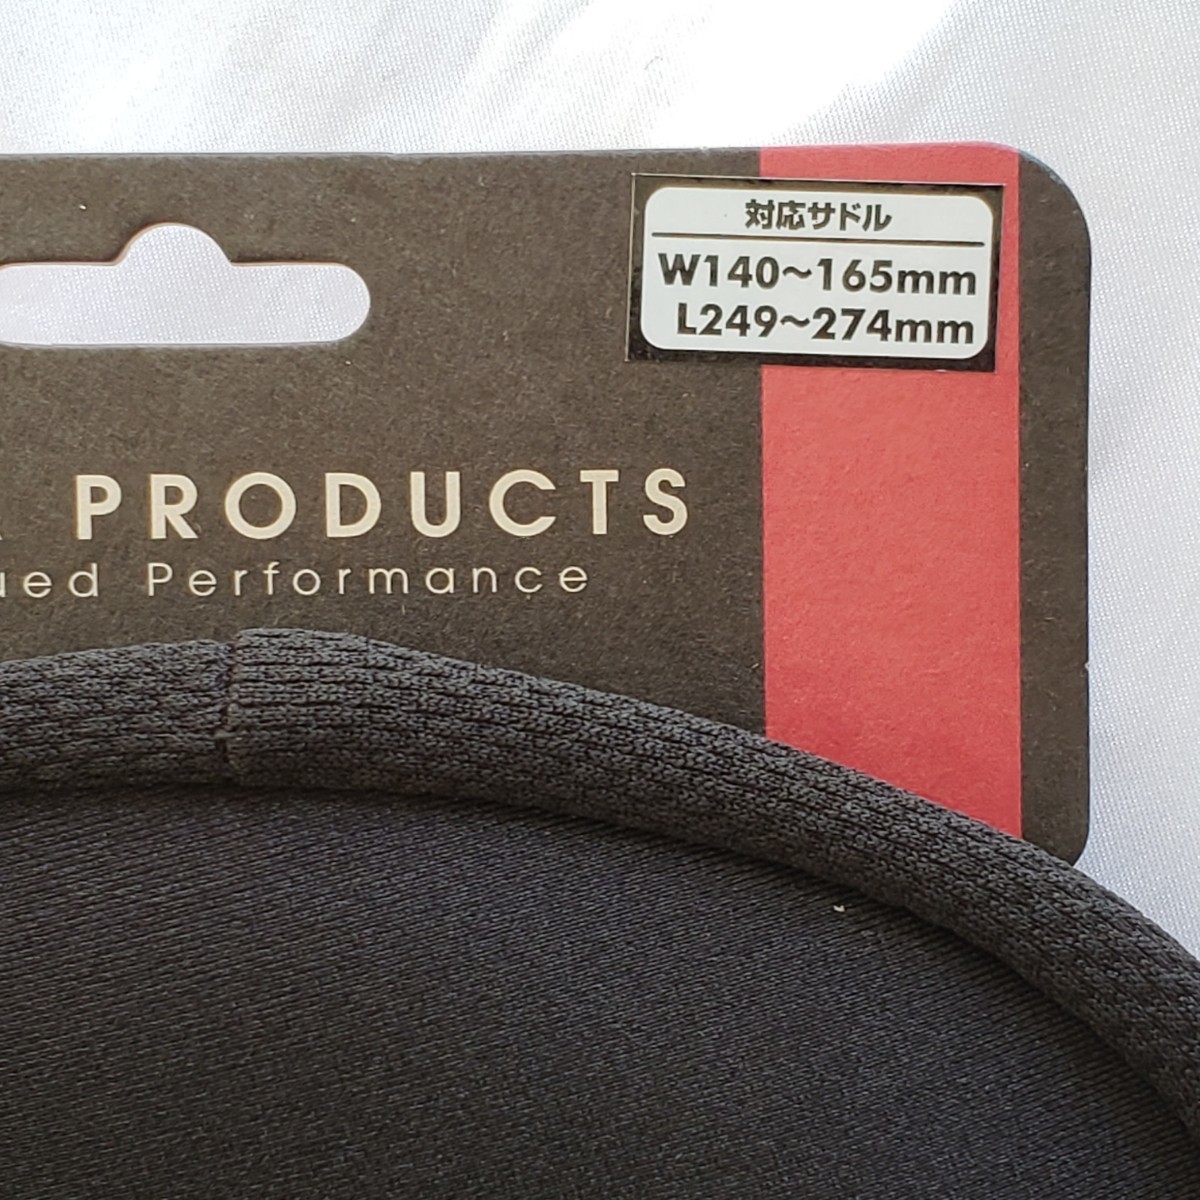 対応サドル
W140〜165mm
L249〜274mm
PRODUCTS
Performance